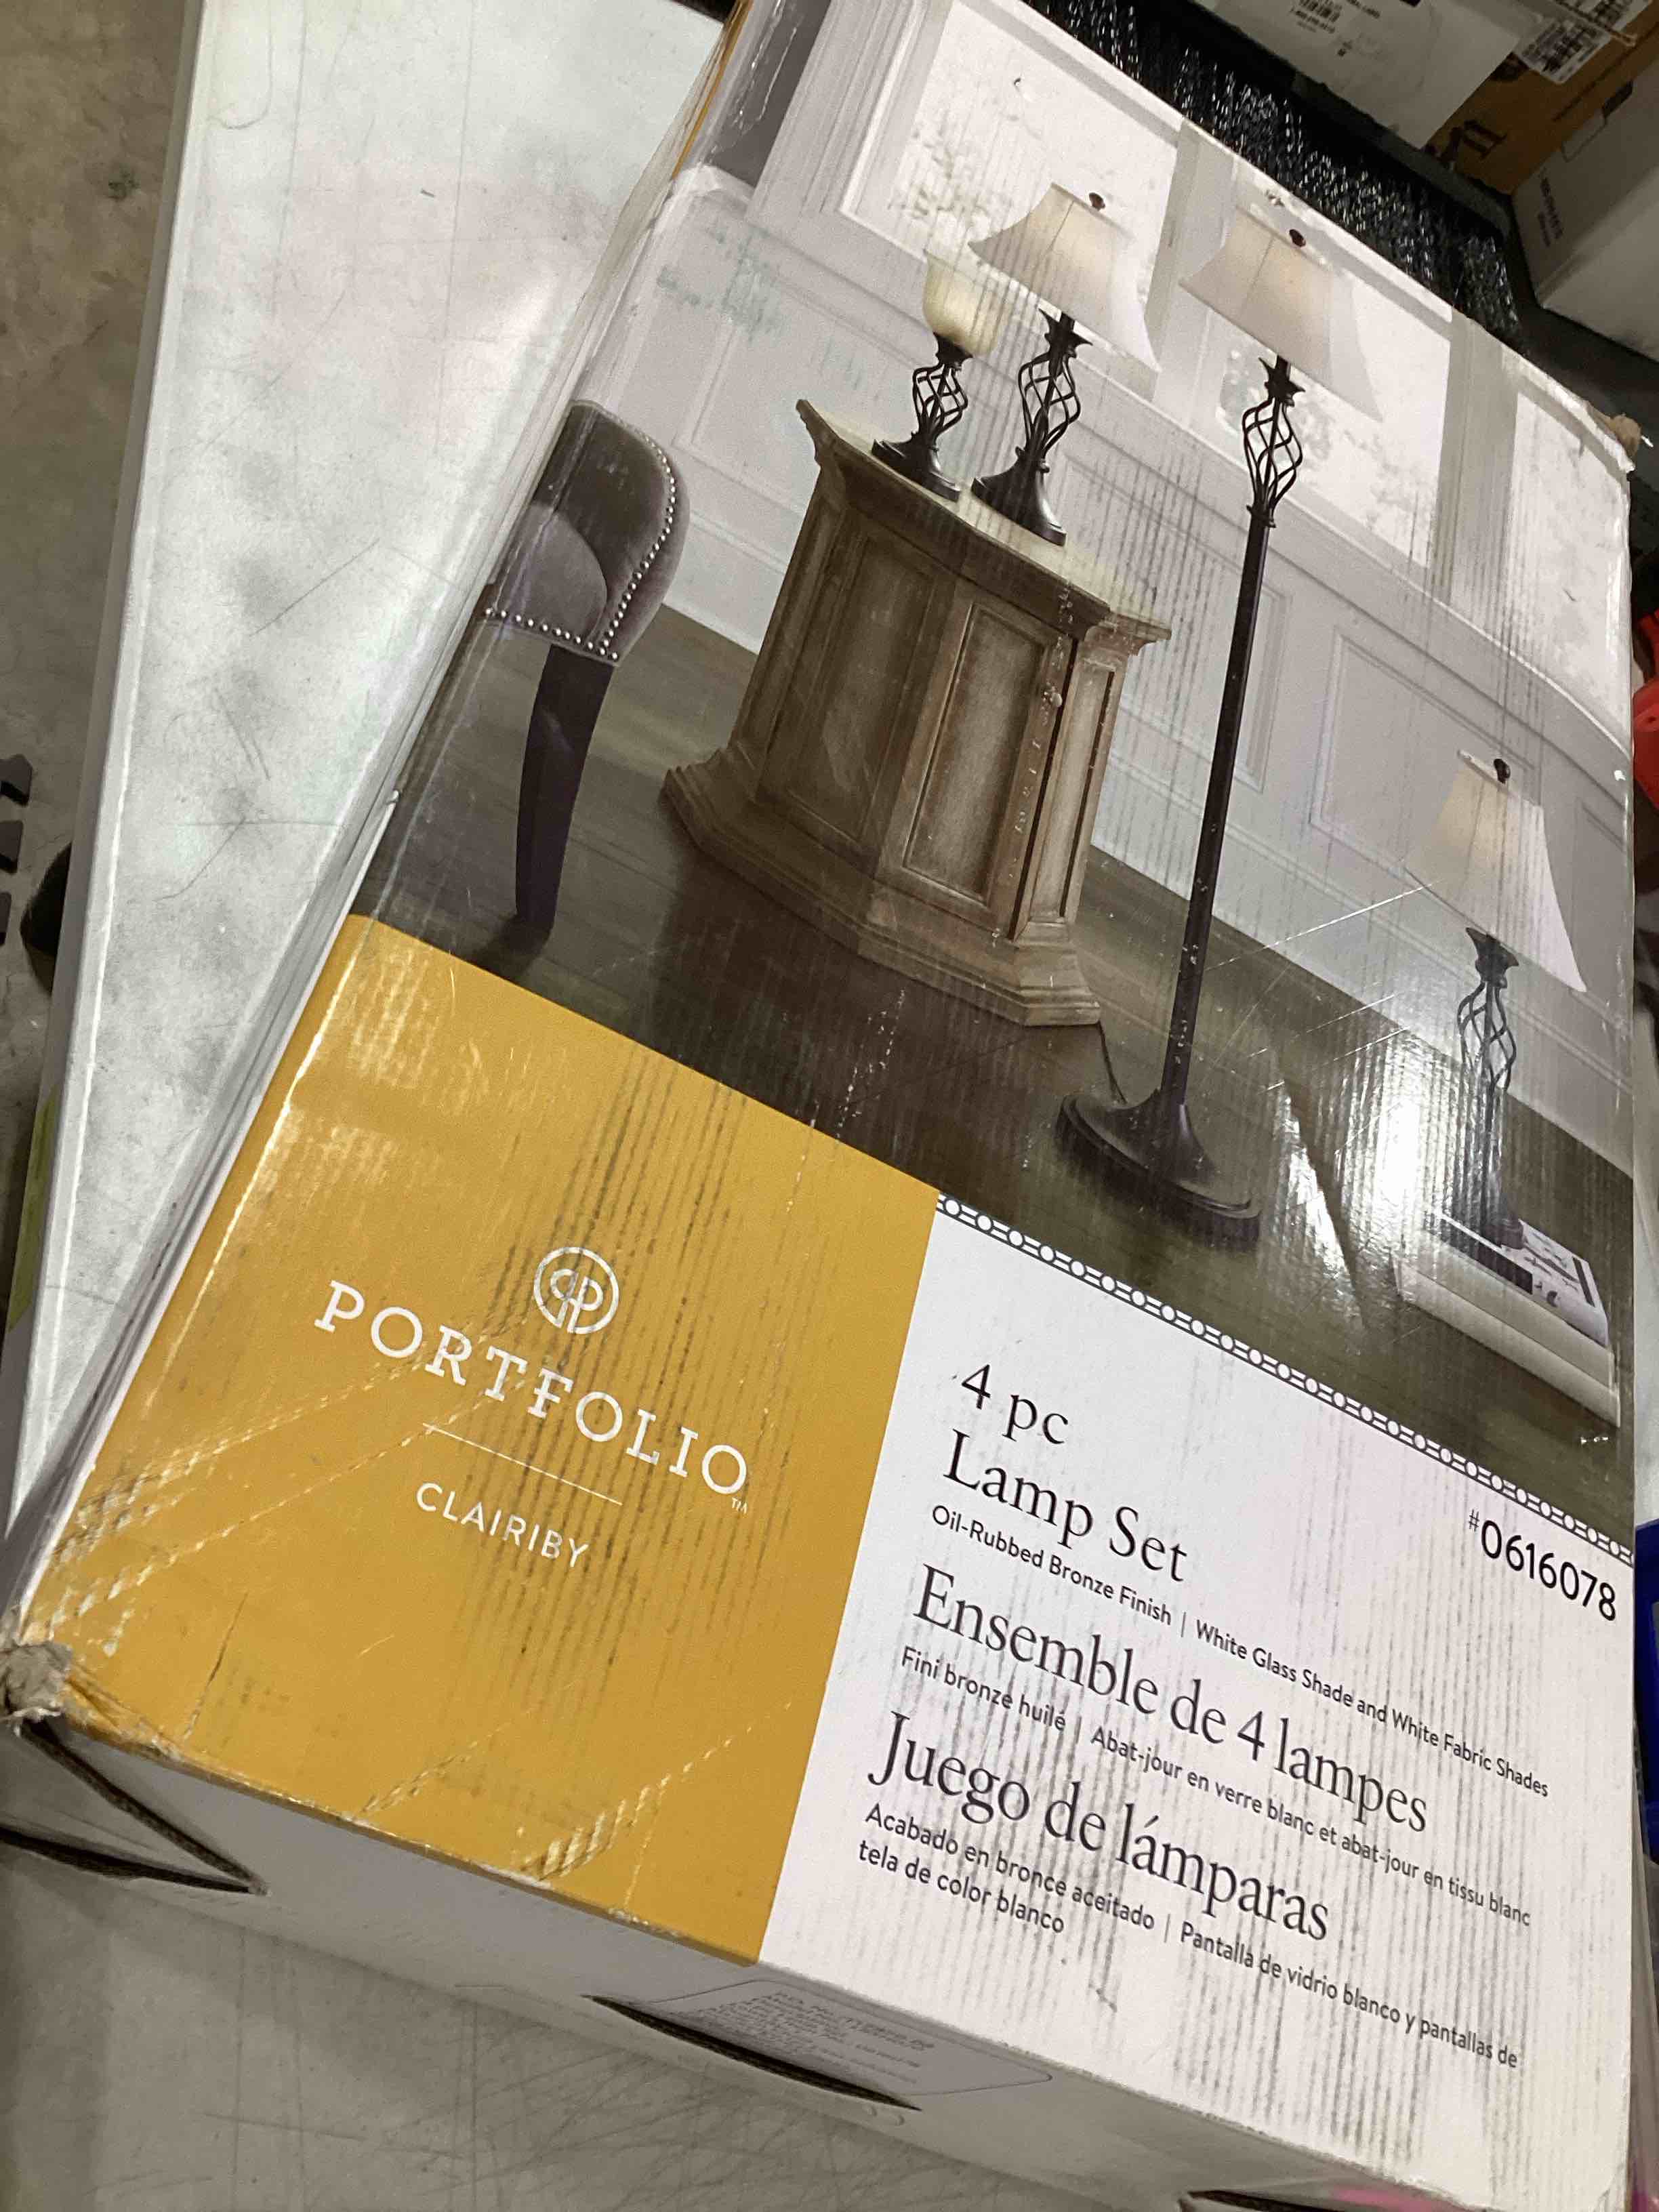 PORTFOLIO™
CLAIRIBY
#0616078
4 pc
Lamp Set
Oil-Rubbed Bronze Finish | White Glass Shade and White Fabric Shades
Ensemble de 4 lampes
Fini bronze huilé | Abat-jour en verre blanc et abat-jour en tissu blanc
Juego de lámparas
Acabado en bronce aceitado | Pantalla de vidrio blanco y pantallas de
tela de color blanco